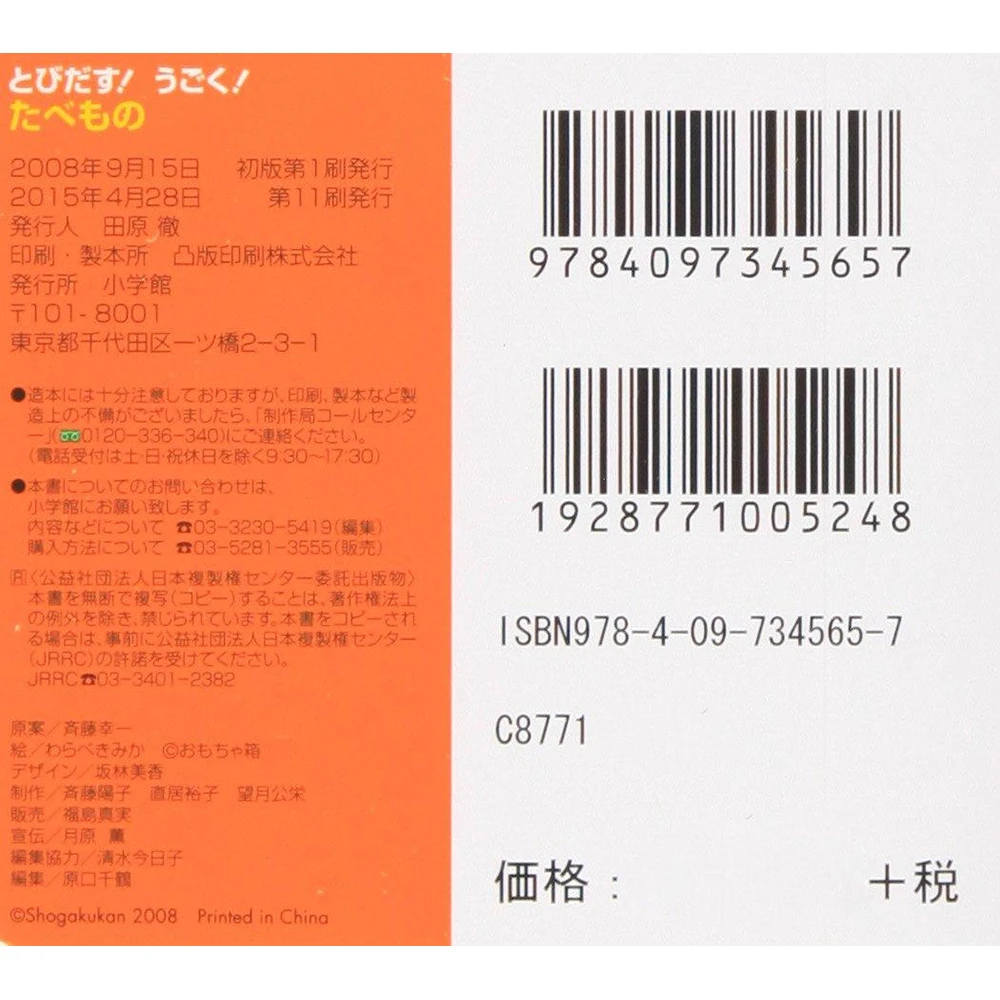 とびだす! うごく!
たべもの
2008年9月15日 初版第1刷発行
2015年4月28日 第11刷発行
発行人 田原 徹
印刷・製本所 凸版印刷株式会社
発行所 小学館
〒101-8001
東京都千代田区一ツ橋2-3-1
●造本には十分注意しておりますが、印刷、製本など製
造上の不備がございましたら、「制作局コールセンタ
ー」(0120-336-340)にご連絡ください。
(電話受付は土・日・祝休日を除く9:30〜17:30)
●本書についてのお問い合わせは、
小学館にお願い致します。
内容などについて ☎03-3230-5419(編集)
購入方法について ☎03-5281-3555(販売)
R〈公益社団法人日本複製権センター委託出版物〉
本書を無断で複写(コピー)することは、著作権法上
の例外を除き、禁じられています。本書をコピーされ
る場合は、事前に公益社団法人日本複製権センター
(JRRC)の許諾を受けてください。
JRRC☎03-3401-2382
原案/斉藤幸一
絵/わらべきみか ©おもちゃ箱
デザイン/坂林美香
制作/斉藤陽子 直居裕子 望月公栄
販売/福島真実
宣伝/月原 薫
編集協力/清水今日子
編集/原口千鶴
©Shogakukan 2008 Printed in China
9784097345657
1928771005248
ISBN978-4-09-734565-7
C8771
価格: +税